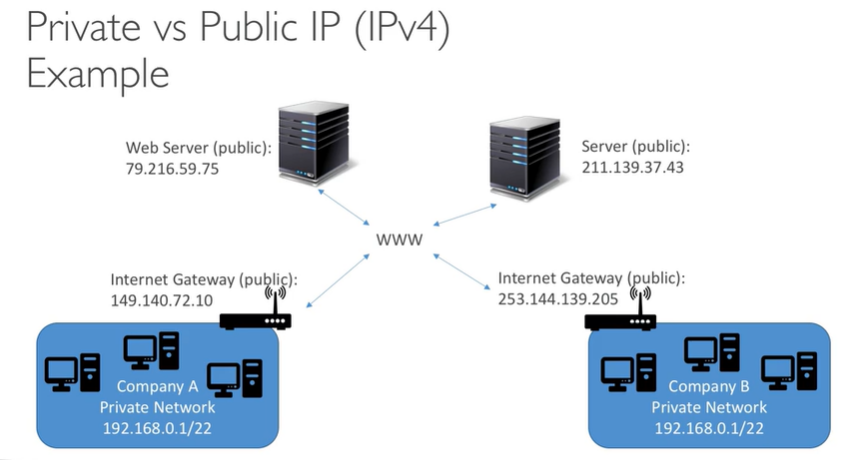 Private vs Public IP (IPv4)
Example
Web Server (public):
79.216.59.75
Server (public):
211.139.37.43
WWW
Internet Gateway (public):
149.140.72.10
Internet Gateway (public):
253.144.139.205
Company A
Private Network
192.168.0.1/22
Company B
Private Network
192.168.0.1/22